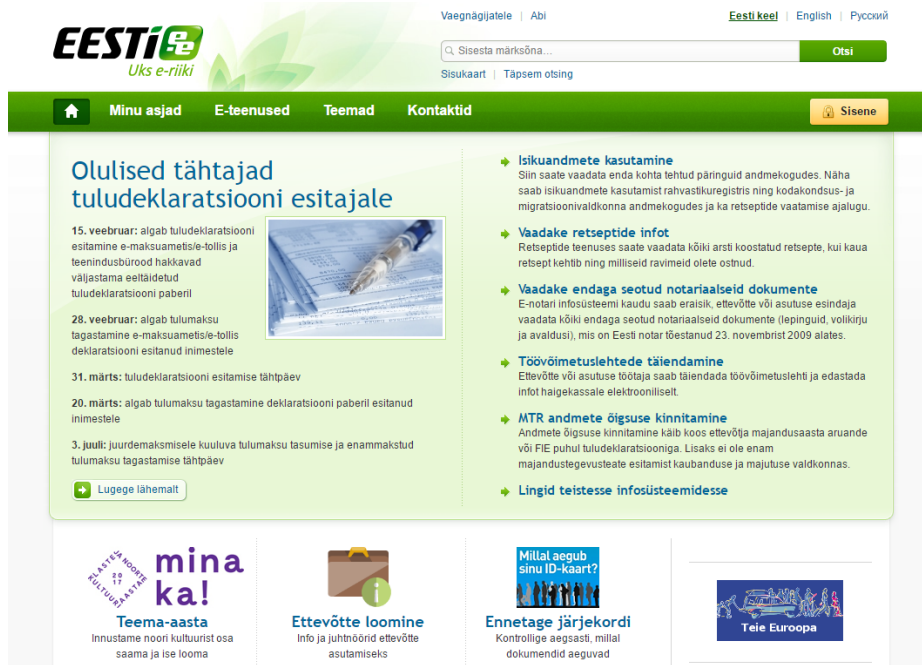 Vaegnägijatele | Abi
Eesti keel | English | Русский
EESTi ee
Uks e-riiki
Sisesta märksõna...
Otsi
Sisukaart | Täpsem otsing
Minu asjad
E-teenused
Teemad
Kontaktid
Sisene
Olulised tähtajad
tuludeklaratsiooni esitajale
15. veebruar: algab tuludeklaratsiooni
esitamine e-maksuametis/e-tollis ja
teenindusbürood hakkavad
väljastama eeltäidetud
tuludeklaratsiooni paberil
28. veebruar: algab tulumaksu
tagastamine e-maksuametis/e-tollis
deklaratsiooni esitanud inimestele
31. märts: tuludeklaratsiooni esitamise tähtpäev
20. märts: algab tulumaksu tagastamine deklaratsiooni paberil esitanud
inimestele
3. juuli: juurdemaksmisele kuuluva tulumaksu tasumise ja enammakstud
tulumaksu tagastamise tähtpäev
Lugege lähemalt
Isikuandmete kasutamine
Siin saate vaadata enda kohta tehtud päringuid andmekogudes. Näha
saab isikuandmete kasutamist rahvastikuregistris ning kodakondsus- ja
migratsioonivaldkonna andmekogudes ja ka retseptide vaatamise ajalugu.
Vaadake retseptide infot
Retseptide teenuses saate vaadata kõiki arsti koostatud retsepte, kui kaua
retsept kehtib ning milliseid ravimeid olete ostnud.
Vaadake endaga seotud notariaalseid dokumente
E-notari infosüsteemi kaudu saab eraisik, ettevõtte või asutuse esindaja
vaadata kõiki endaga seotud notariaalseid dokumente (lepinguid, volikirju
ja avaldusi), mis on Eesti notar tõestanud 23. novembrist 2009 alates.
Töövõimetuslehtede täiendamine
Ettevõtte või asutuse töötaja saab täiendada töövõimetuslehti ja edastada
infot haigekassale elektrooniliselt.
MTR andmete õigsuse kinnitamine
Andmete õigsuse kinnitamine käib koos ettevõtja majandusaasta aruande
või FIE puhul tuludeklaratsiooniga. Lisaks ei ole enam
majandustegevusteate esitamist kaubanduse ja majutuse valdkonnas.
Lingid teistesse infosüsteemidesse
LASTE JA NOORTE
KULTUURIAASTA
20
17
mina
ka!
Teema-aasta
Innustame noori kultuurist osa
saama ja ise looma
Ettevõtte loomine
Info ja juhtnöörid ettevõtte
asutamiseks
Millal aegub
sinu ID-kaart?
Ennetage järjekordi
Kontrollige aegsasti, millal
dokumendid aeguvad
Teie Euroopa